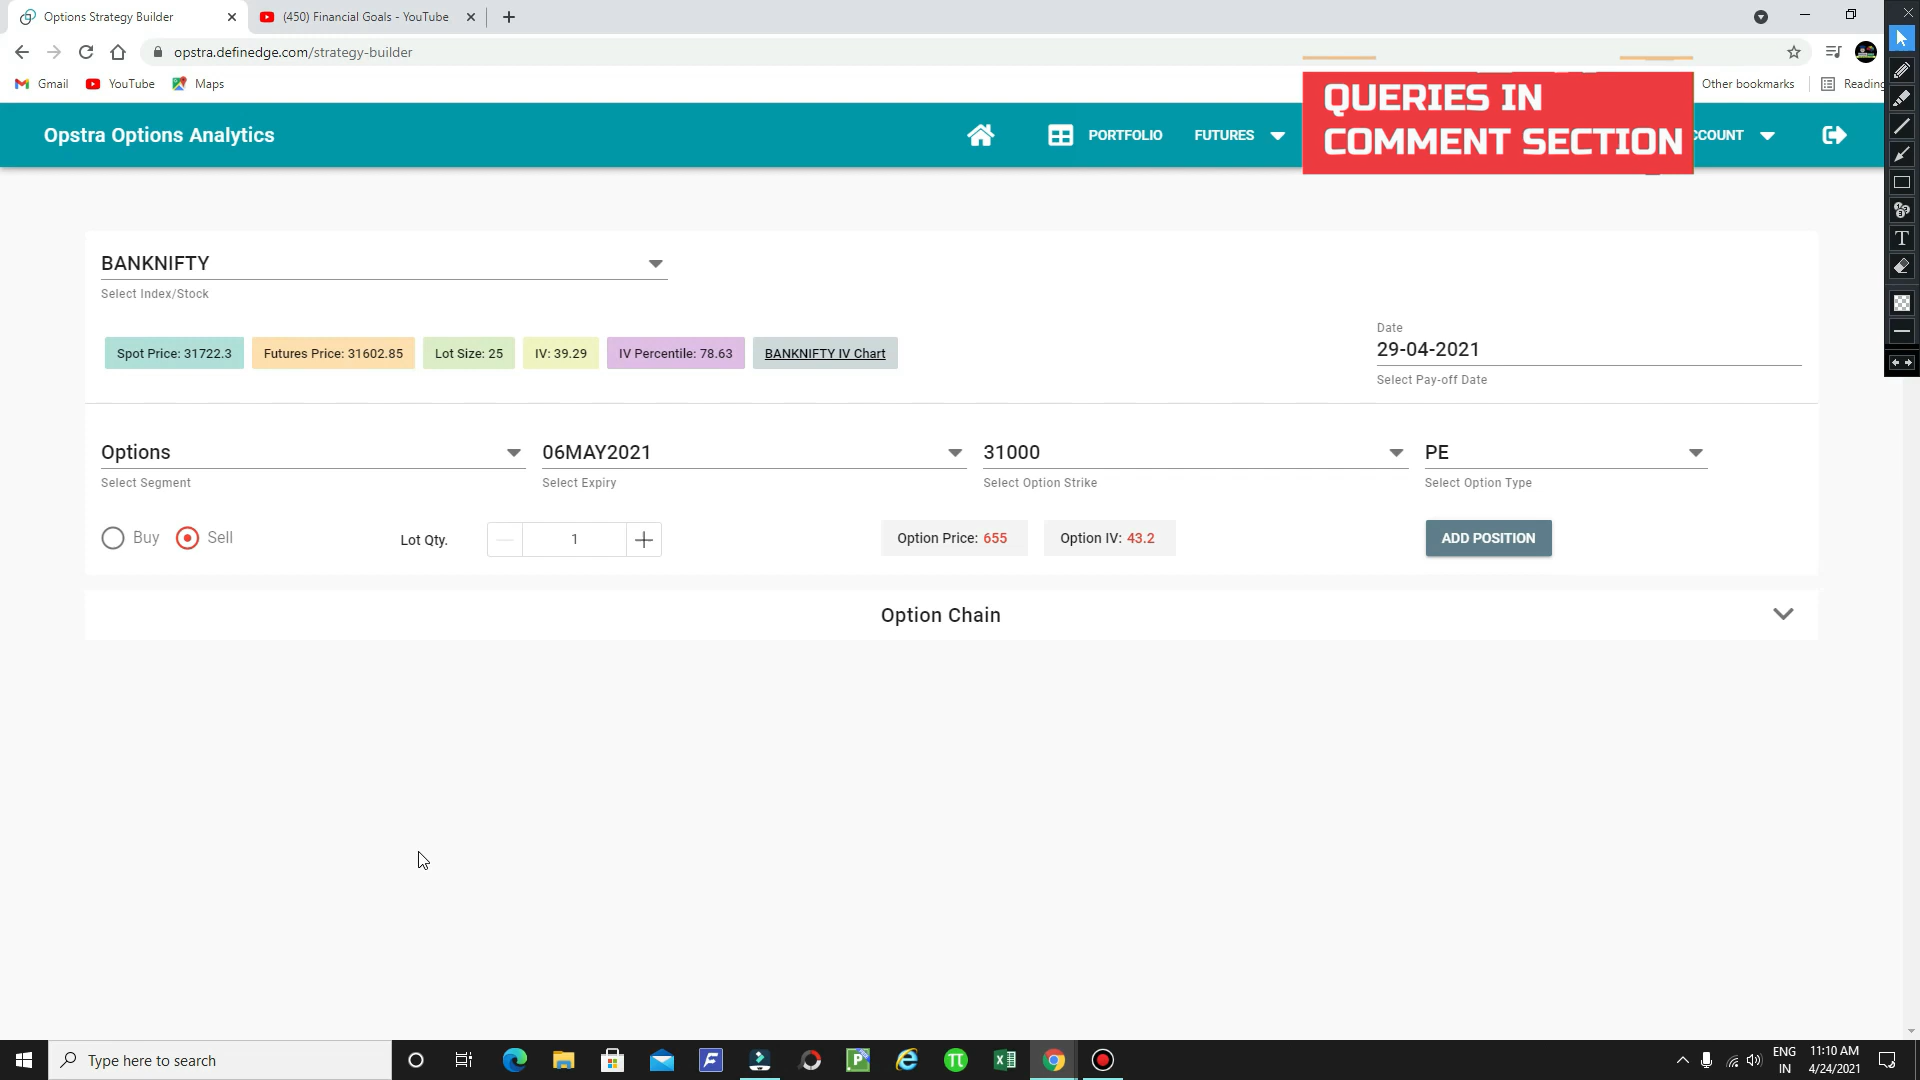 Options Strategy Builder
(450) Financial Goals - YouTube
opstra.definedge.com/strategy-builder
Gmail
YouTube
Maps
Other bookmarks
Reading
Opstra Options Analytics
PORTFOLIO
FUTURES
QUERIES IN
COMMENT SECTION
CCOUNT
BANKNIFTY
Select Index/Stock
Spot Price: 31722.3
Futures Price: 31602.85
Lot Size: 25
IV: 39.29
IV Percentile: 78.63
BANKNIFTY IV Chart
Date
29-04-2021
Select Pay-off Date
Options
Select Segment
06MAY2021
Select Expiry
31000
Select Option Strike
PE
Select Option Type
Buy
Sell
Lot Qty.
1
Option Price: 655
Option IV: 43.2
ADD POSITION
Option Chain
Type here to search
ENG
IN
11:10 AM
4/24/2021